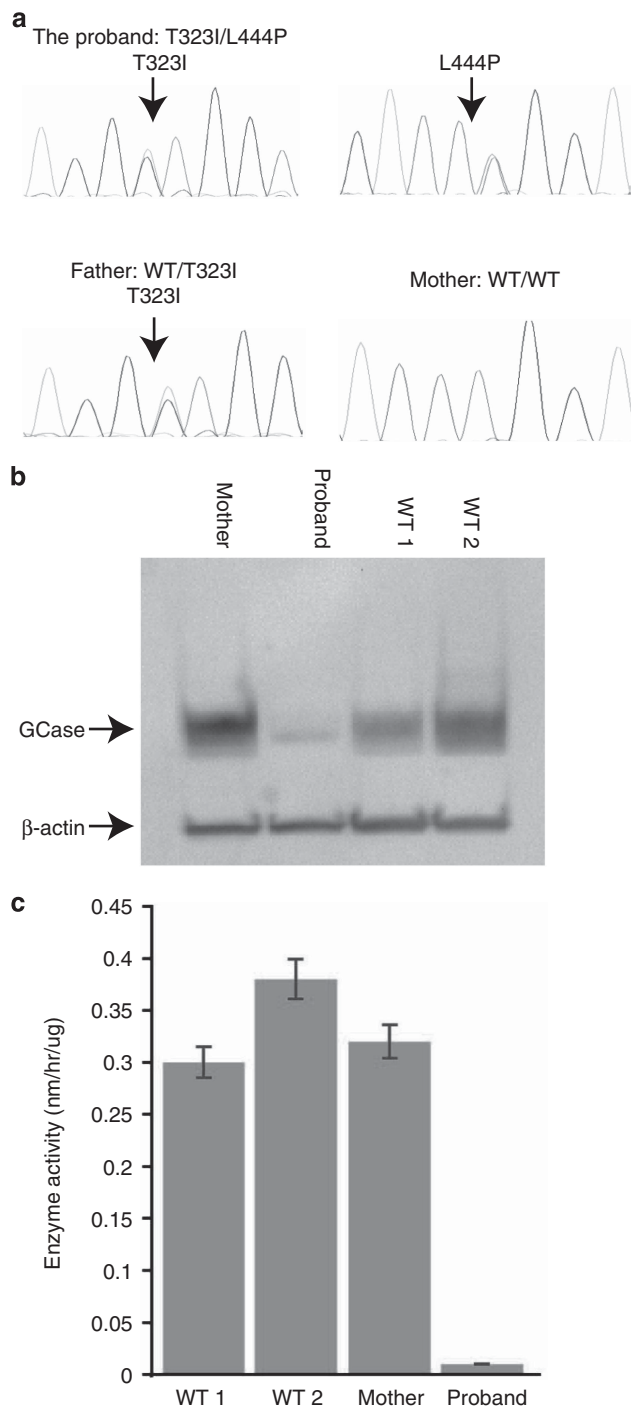 a
The proband: T323I/L444P
T323I
L444P
Father: WT/T323I
T323I
Mother: WT/WT
b
Mother
Proband
WT 1
WT 2
GCase
β-actin
c
Enzyme activity (nm/hr/ug)
0.45
0.4
0.35
0.3
0.25
0.2
0.15
0.1
0.05
0
WT 1 WT 2 Mother Proband